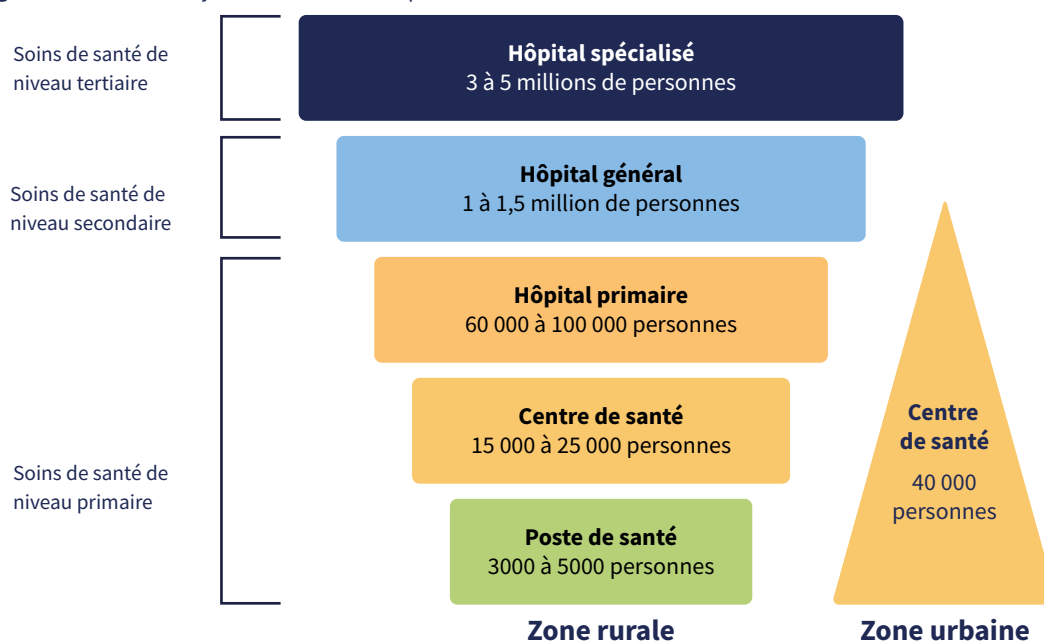 Soins de santé de
niveau tertiaire
Hôpital spécialisé
3 à 5 millions de personnes
Soins de santé de
niveau secondaire
Hôpital général
1 à 1,5 million de personnes
Soins de santé de
niveau primaire
Hôpital primaire
60 000 à 100 000 personnes
Centre de santé
15 000 à 25 000 personnes
Poste de santé
3000 à 5000 personnes
Zone rurale
Centre
de santé
40 000
personnes
Zone urbaine